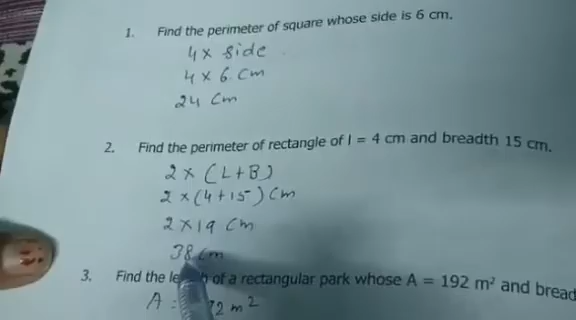 1. Find the perimeter of square whose side is 6 cm.
4 x side
4 x 6 cm
24 cm
2. Find the perimeter of rectangle of l = 4 cm and breadth 15 cm.
2 x (L+B)
2 x (4+15) cm
2 x 19 cm
38 cm
3. Find the of a rectangular park whose A = 192 m² and
A = m²